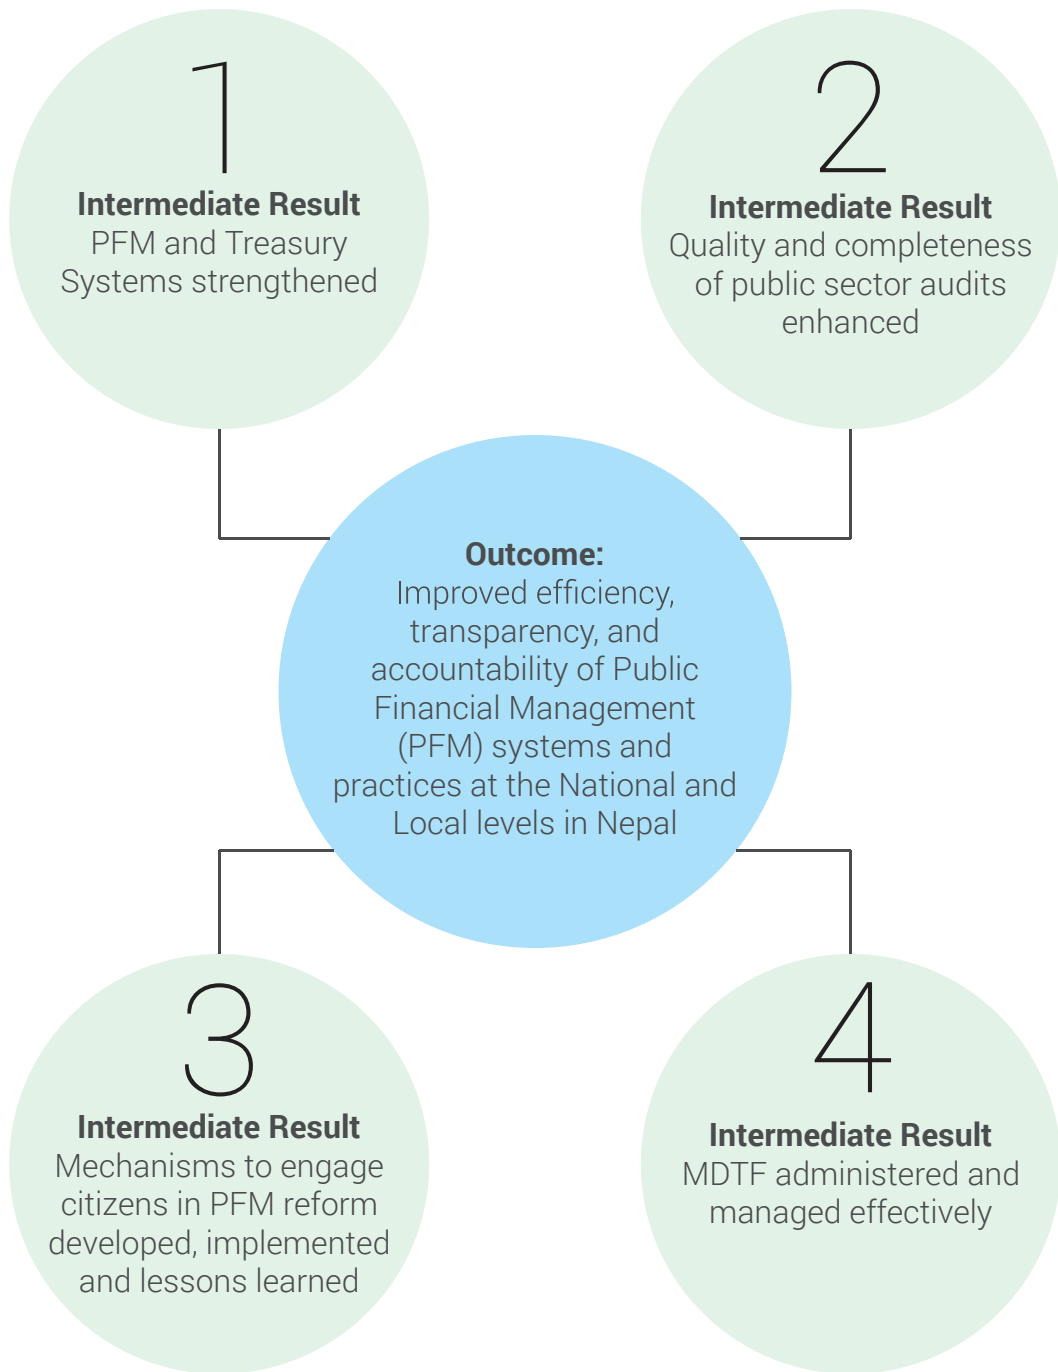 1
Intermediate Result
PFM and Treasury
Systems strengthened
2
Intermediate Result
Quality and completeness
of public sector audits
enhanced
Outcome:
Improved efficiency,
transparency, and
accountability of Public
Financial Management
(PFM) systems and
practices at the National and
Local levels in Nepal
3
Intermediate Result
Mechanisms to engage
citizens in PFM reform
developed, implemented
and lessons learned
4
Intermediate Result
MDTF administered and
managed effectively